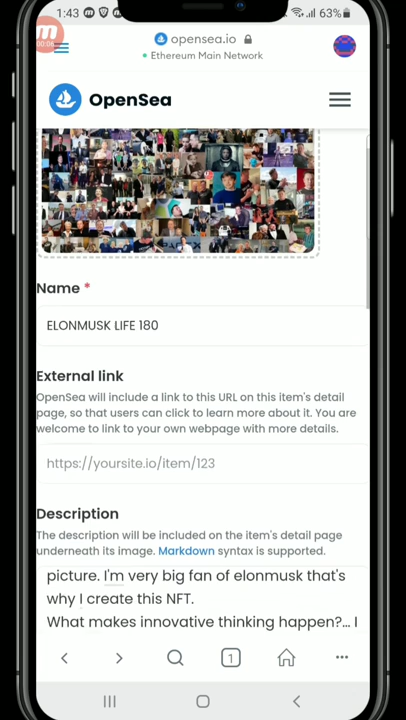 1:43
63%
00:06
opensea.io
Ethereum Main Network
OpenSea
Name *
ELONMUSK LIFE 180
External link
OpenSea will include a link to this URL on this item's detail
page, so that users can click to learn more about it. You are
welcome to link to your own webpage with more details.
https://yoursite.io/item/123
Description
The description will be included on the item's detail page
underneath its image. Markdown syntax is supported.
picture. I'm very big fan of elonmusk that's
why I create this NFT.
What makes innovative thinking happen?... I
1